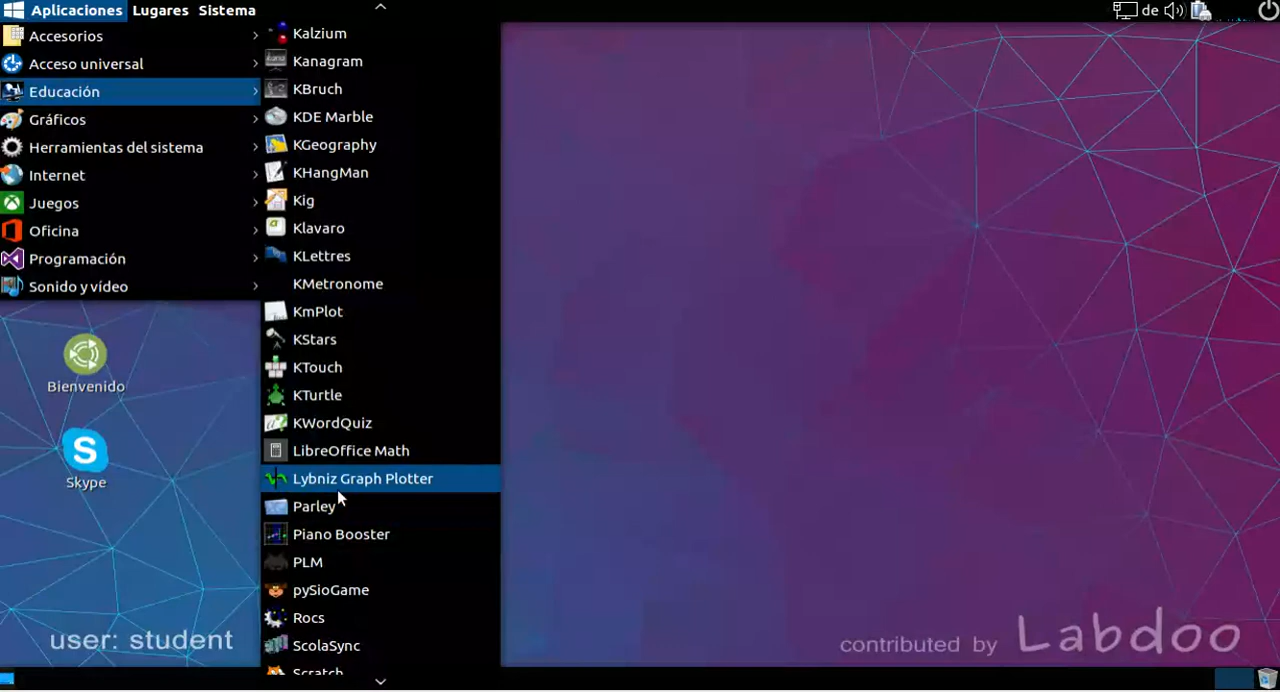 Aplicaciones Lugares Sistema
de
Accesorios
Acceso universal
Educación
Gráficos
Herramientas del sistema
Internet
Juegos
Oficina
Programación
Sonido y vídeo
Kalzium
Kanagram
KBruch
KDE Marble
KGeography
KHangMan
Kig
Klavaro
KLettres
KMetronome
KmPlot
KStars
KTouch
KTurtle
KWordQuiz
LibreOffice Math
Lybniz Graph Plotter
Parley
Piano Booster
PLM
pySioGame
Rocs
ScolaSync
Scratch
Bienvenido
Skype
user: student
contributed by Labdoo